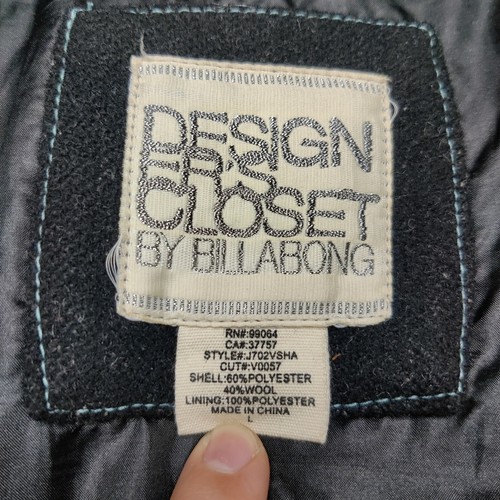 DESIGN
ER'S
CLOSET
BY BILLABONG
RN#:99064
CA#:37757
STYLE#:J702VSHA
CUT#:V0057
SHELL:60%POLYESTER
40%WOOL
LINING:100%POLYESTER
MADE IN CHINA
L